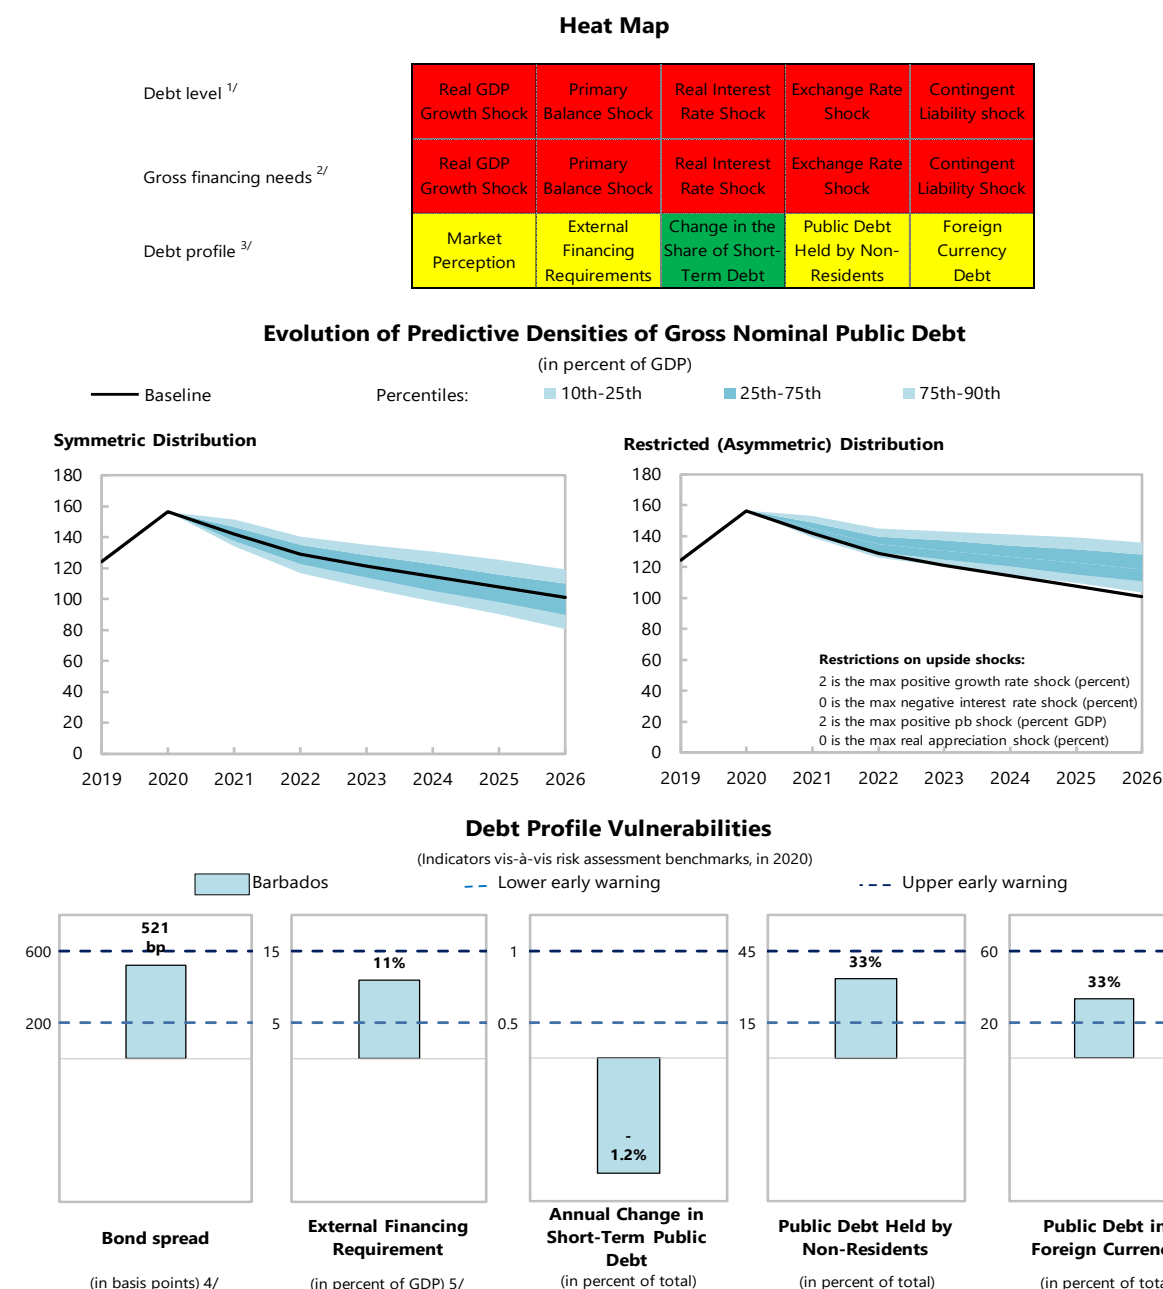 Heat Map
Debt level 1/
Real GDP Growth Shock
Primary Balance Shock
Real Interest Rate Shock
Exchange Rate Shock
Contingent Liability shock
Gross financing needs 2/
Real GDP Growth Shock
Primary Balance Shock
Real Interest Rate Shock
Exchange Rate Shock
Contingent Liability Shock
Debt profile 3/
Market Perception
External Financing Requirements
Change in the Share of Short-Term Debt
Public Debt Held by Non-Residents
Foreign Currency Debt
Evolution of Predictive Densities of Gross Nominal Public Debt
(in percent of GDP)
Baseline
Percentiles:
10th-25th
25th-75th
75th-90th
Symmetric Distribution
180
160
140
120
100
80
60
40
20
0
2019 2020 2021 2022 2023 2024 2025 2026
Restricted (Asymmetric) Distribution
180
160
140
120
100
80
60
40
20
0
Restrictions on upside shocks:
2 is the max positive growth rate shock (percent)
0 is the max negative interest rate shock (percent)
2 is the max positive pb shock (percent GDP)
0 is the max real appreciation shock (percent)
2019 2020 2021 2022 2023 2024 2025 2026
Debt Profile Vulnerabilities
(Indicators vis-à-vis risk assessment benchmarks, in 2020)
Barbados
Lower early warning
Upper early warning
600
200
521
bp
Bond spread
(in basis points) 4/
15
5
11%
External Financing
Requirement
(in percent of GDP) 5/
1
0.5
-
1.2%
Annual Change in
Short-Term Public
Debt
(in percent of total)
45
15
33%
Public Debt Held by
Non-Residents
(in percent of total)
60
20
33%
Public Debt in
(in percent of